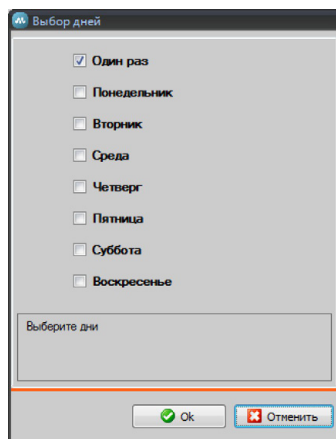 Выбор дней
Один раз
Понедельник
Вторник
Среда
Четверг
Пятница
Суббота
Воскресенье
Выберите дни
Ok
Отменить